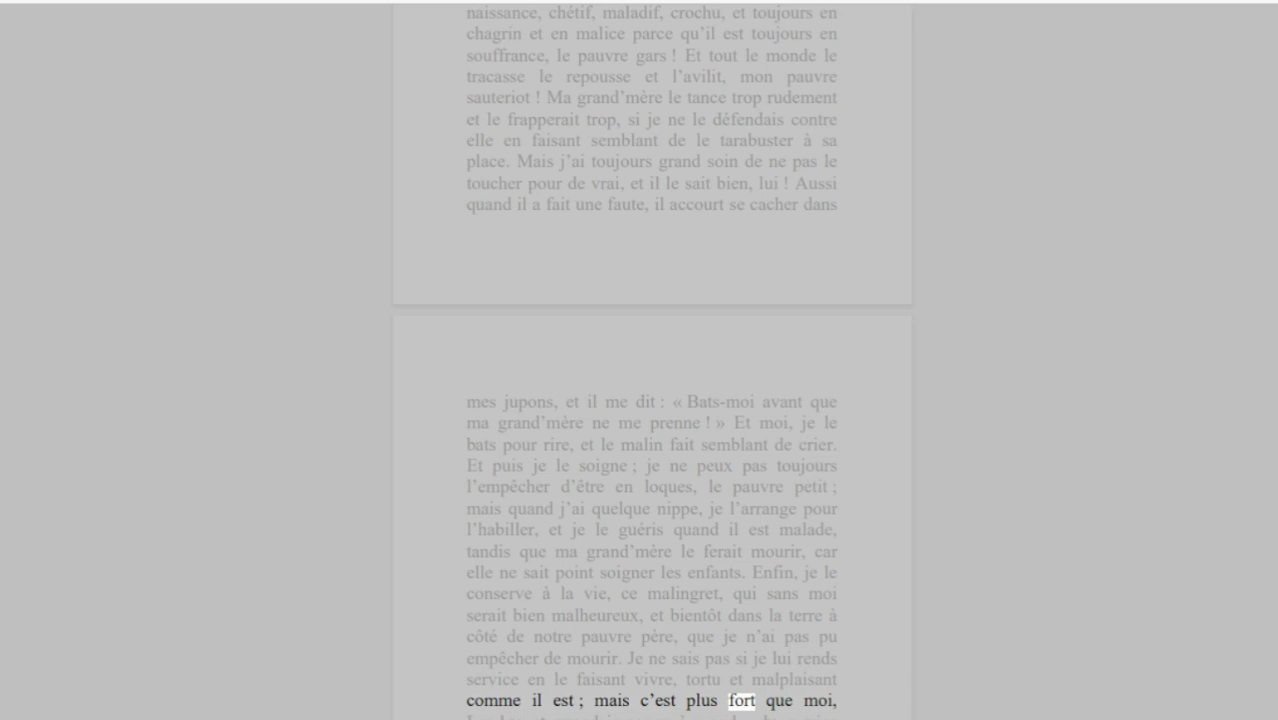 naissance, chétif, maladif, crochu, et toujours en
chagrin et en malice parce qu'il est toujours en
souffrance, le pauvre gars ! Et tout le monde le
tracasse le repousse et l'avilit, mon pauvre
sauteriot ! Ma grand'mère le tance trop rudement
et le frapperait trop, si je ne le défendais contre
elle en faisant semblant de le tarabuster à sa
place. Mais j'ai toujours grand soin de ne pas le
toucher pour de vrai, et il le sait bien, lui ! Aussi
quand il a fait une faute, il accourt se cacher dans
mes jupons, et il me dit : « Bats-moi avant que
ma grand'mère ne me prenne ! » Et moi, je le
bats pour rire, et le malin fait semblant de crier.
Et puis je le soigne ; je ne peux pas toujours
l'empêcher d'être en loques, le pauvre petit ;
mais quand j'ai quelque nippe, je l'arrange pour
l'habiller, et je le guéris quand il est malade,
tandis que ma grand'mère le ferait mourir, car
elle ne sait point soigner les enfants. Enfin, je le
conserve à la vie, ce malingret, qui sans moi
serait bien malheureux, et bientôt dans la terre à
côté de notre pauvre père, que je n'ai pas pu
empêcher de mourir. Je ne sais pas si je lui rends
service en le faisant vivre, tortu et malplaisant
comme il est ; mais c'est plus fort que moi,